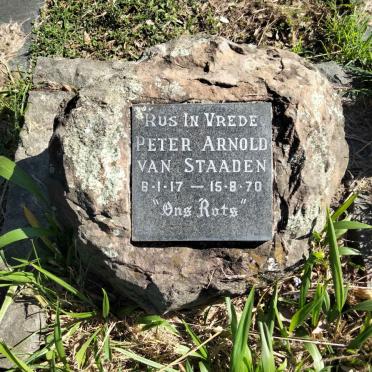 Rus In Vrede
Peter Arnold
van Staaden
8·1·17 — 15·8·70
"Ons Rots"